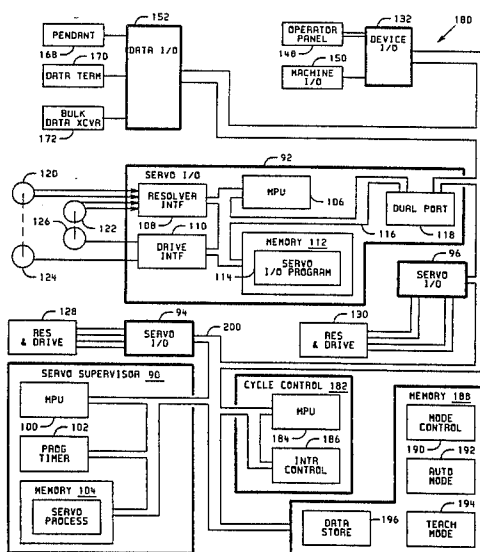 152
132
180
PENDANT
168
DATA I/O
OPERATOR
PANEL
148
DEVICE
I/O
DATA TERM
170
MACHINE
I/O
150
BULK
DATA XCVR
172
92
SERVO I/O
120
RESOLVER
INTF
108
MPU
106
126
122
110
DRIVE
INTF
DUAL PORT
118
116
MEMORY 112
SERVO
I/O PROGRAM
114
124
96
SERVO
I/O
128
RES
& DRIVE
94
SERVO
I/O
200
130
RES
& DRIVE
SERVO SUPERVISOR 90
MPU
100
102
PROG
TIMER
MEMORY 104
SERVO
PROCESS
CYCLE CONTROL 182
MPU
184
186
INTR
CONTROL
MEMORY 188
MODE
CONTROL
190
192
AUTO
MODE
194
TEACH
MODE
DATA
STORE
196